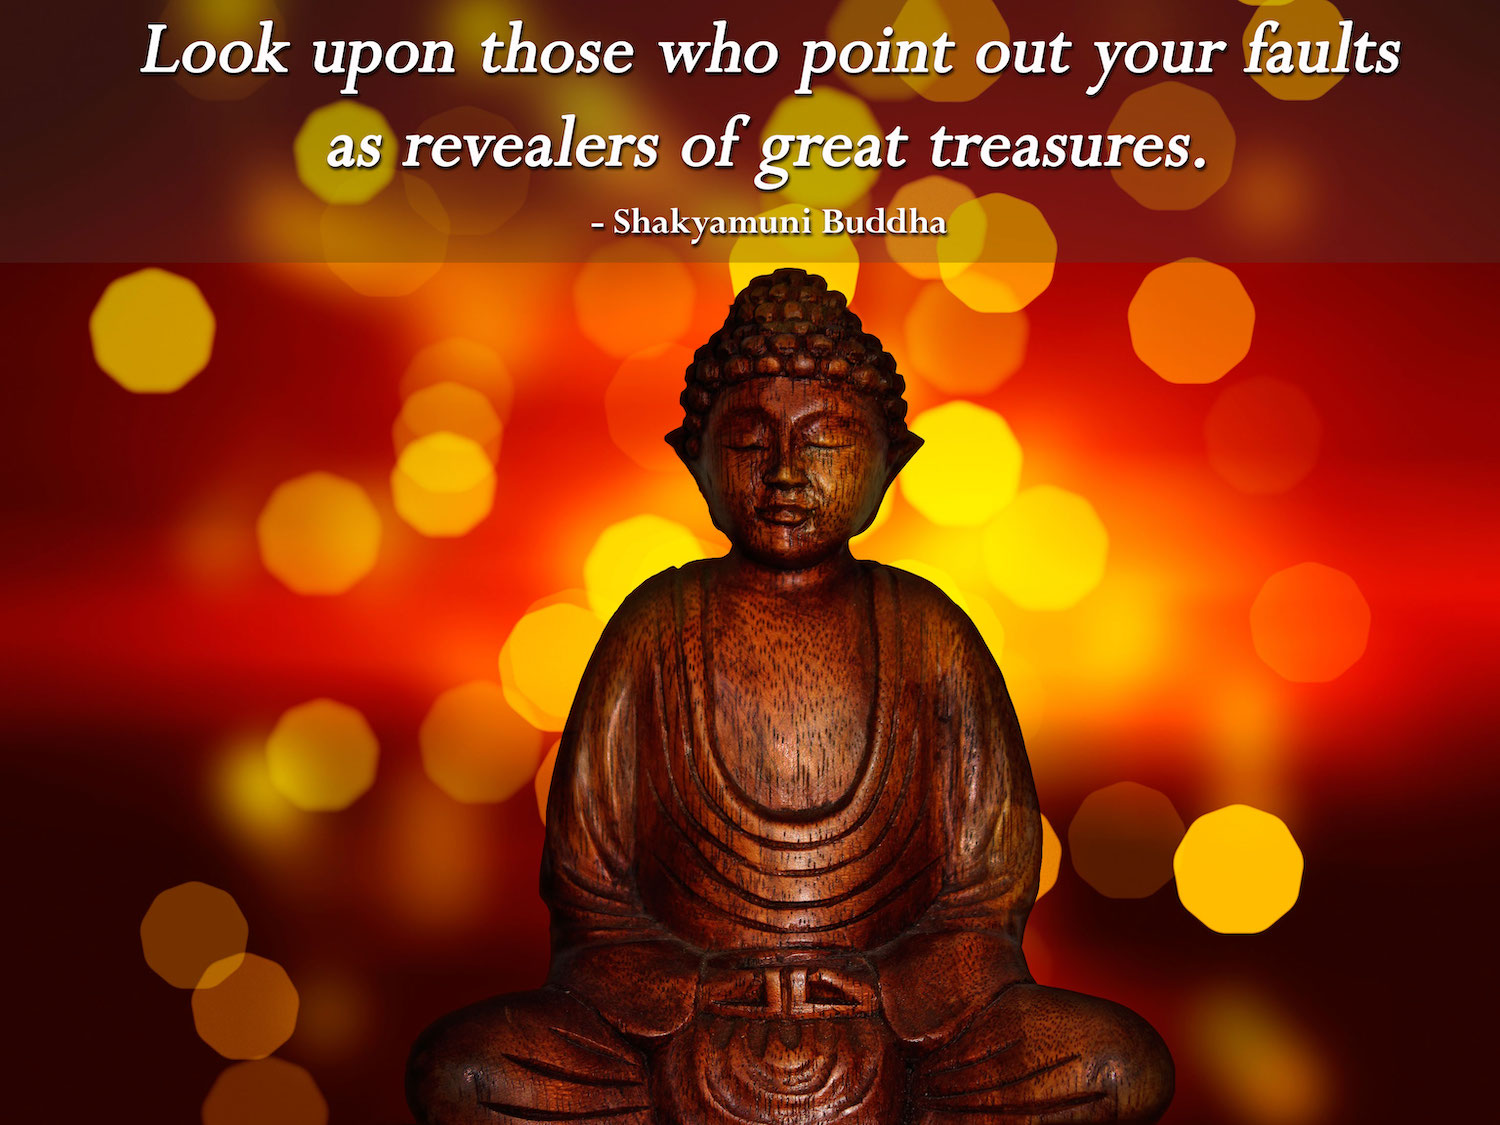 Look upon those who point out your faults
as revealers of great treasures.
- Shakyamuni Buddha